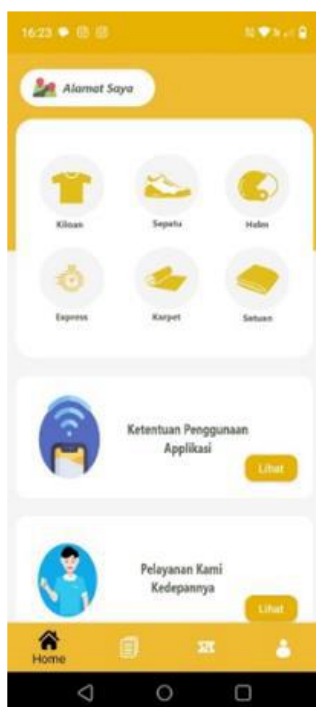 16:23
Alamat Saya
Kiloan
Sepatu
Helm
Express
Karpet
Satuan
Ketentuan Penggunaan
Applikasi
Lihat
Pelayanan Kami
Kedepannya
Lihat
Home